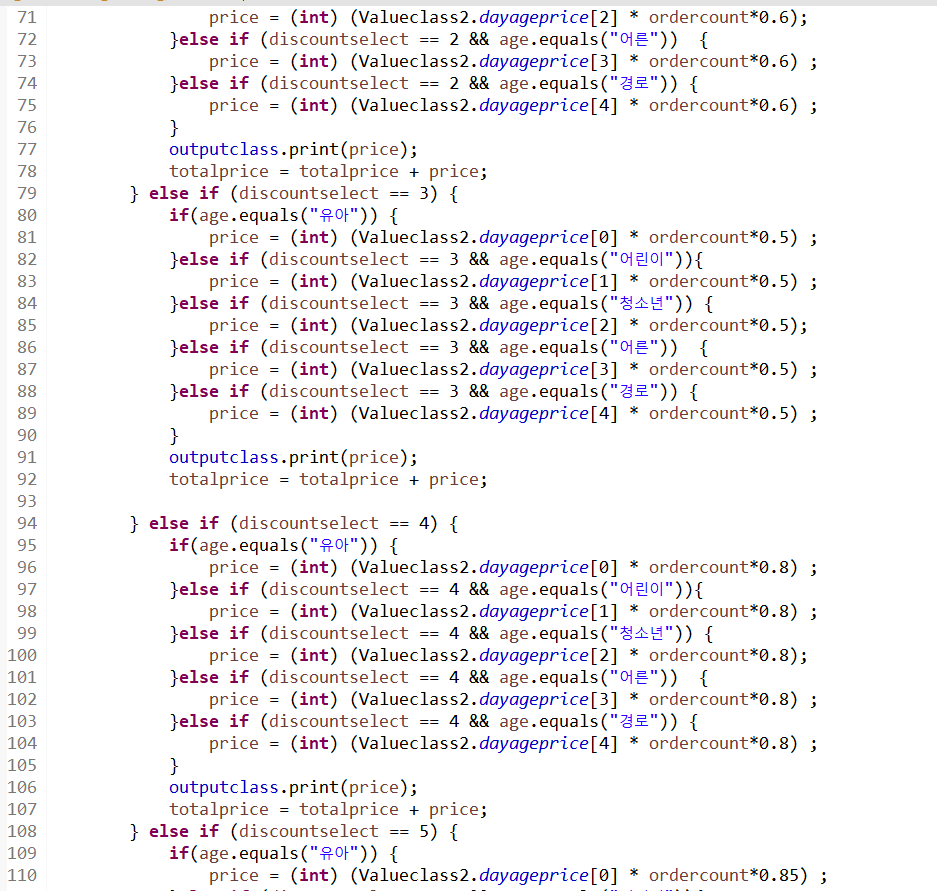 71 price = (int) (Valueclass2.dayageprice[2] * ordercount*0.6);
72 }else if (discountselect == 2 && age.equals("어른"))  {
73 price = (int) (Valueclass2.dayageprice[3] * ordercount*0.6) ;
74 }else if (discountselect == 2 && age.equals("경로")) {
75 price = (int) (Valueclass2.dayageprice[4] * ordercount*0.6) ;
76 }
77 outputclass.print(price);
78 totalprice = totalprice + price;
79 } else if (discountselect == 3) {
80 if(age.equals("유아")) {
81 price = (int) (Valueclass2.dayageprice[0] * ordercount*0.5) ;
82 }else if (discountselect == 3 && age.equals("어린이")){
83 price = (int) (Valueclass2.dayageprice[1] * ordercount*0.5) ;
84 }else if (discountselect == 3 && age.equals("청소년")) {
85 price = (int) (Valueclass2.dayageprice[2] * ordercount*0.5);
86 }else if (discountselect == 3 && age.equals("어른"))  {
87 price = (int) (Valueclass2.dayageprice[3] * ordercount*0.5) ;
88 }else if (discountselect == 3 && age.equals("경로")) {
89 price = (int) (Valueclass2.dayageprice[4] * ordercount*0.5) ;
90 }
91 outputclass.print(price);
92 totalprice = totalprice + price;
93
94 } else if (discountselect == 4) {
95 if(age.equals("유아")) {
96 price = (int) (Valueclass2.dayageprice[0] * ordercount*0.8) ;
97 }else if (discountselect == 4 && age.equals("어린이")){
98 price = (int) (Valueclass2.dayageprice[1] * ordercount*0.8) ;
99 }else if (discountselect == 4 && age.equals("청소년")) {
100 price = (int) (Valueclass2.dayageprice[2] * ordercount*0.8);
101 }else if (discountselect == 4 && age.equals("어른"))  {
102 price = (int) (Valueclass2.dayageprice[3] * ordercount*0.8) ;
103 }else if (discountselect == 4 && age.equals("경로")) {
104 price = (int) (Valueclass2.dayageprice[4] * ordercount*0.8) ;
105 }
106 outputclass.print(price);
107 totalprice = totalprice + price;
108 } else if (discountselect == 5) {
109 if(age.equals("유아")) {
110 price = (int) (Valueclass2.dayageprice[0] * ordercount*0.85) ;